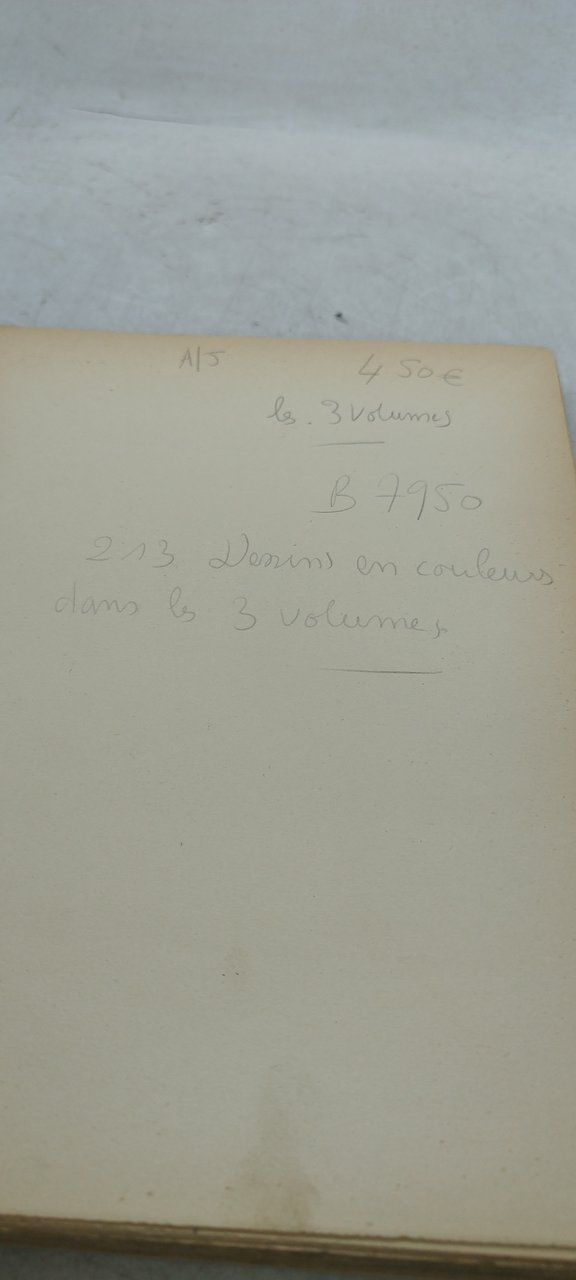 A/5 450€
les 3 volumes
B 7950
213 Dessins en couleurs
dans les 3 volumes